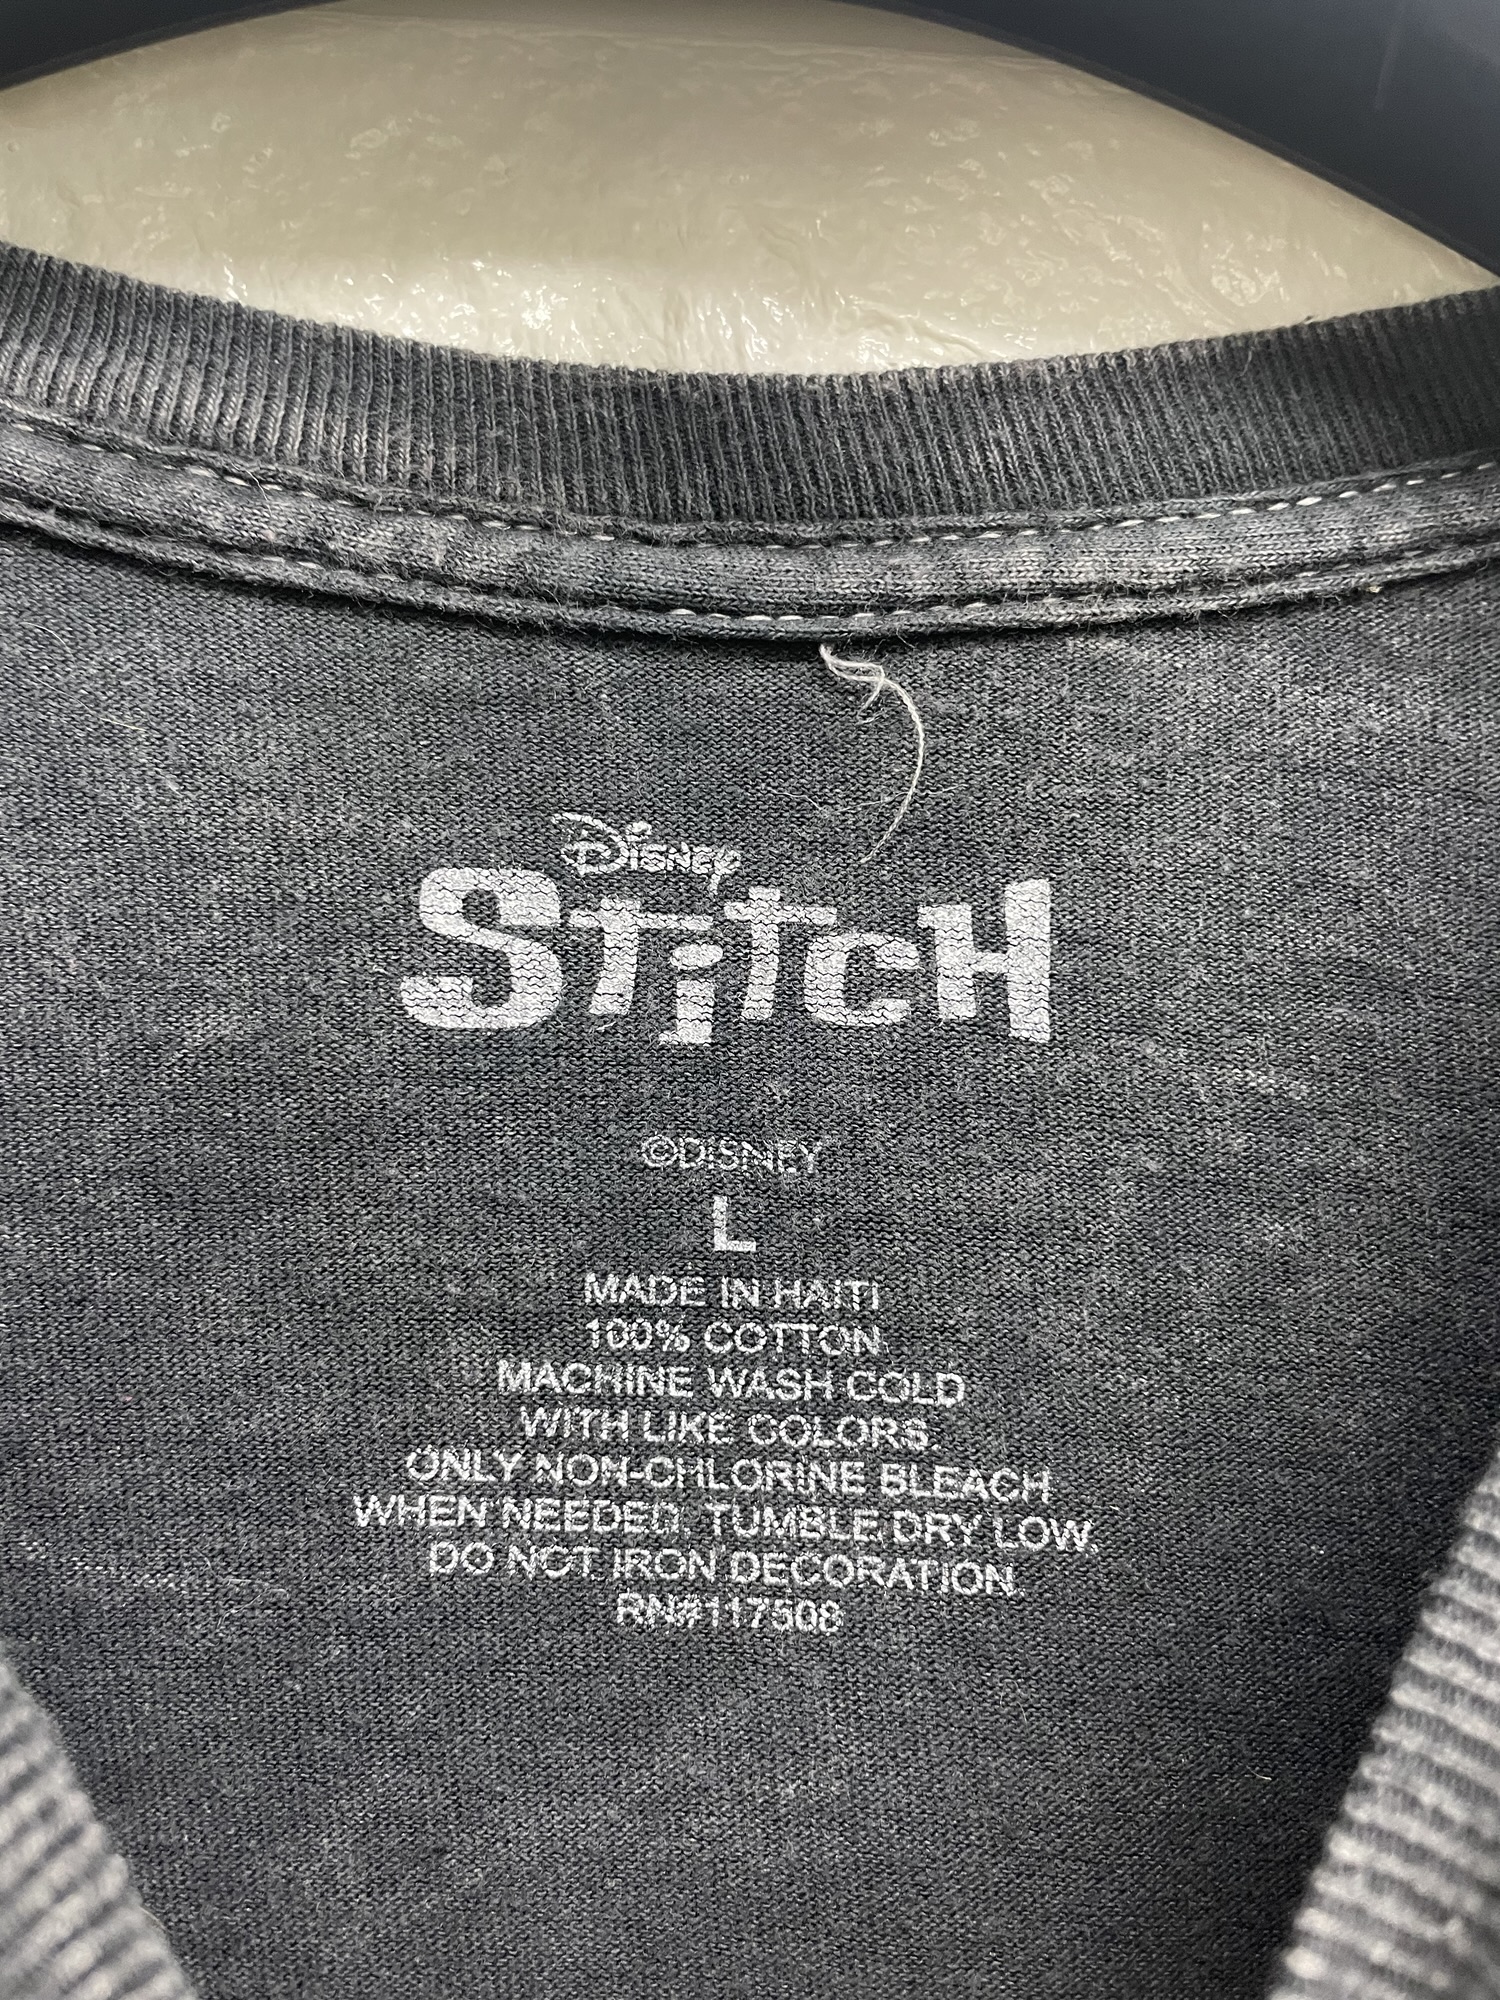 Disney
Stitch
©DISNEY
L
MADE IN HAITI
100% COTTON
MACHINE WASH COLD
WITH LIKE COLORS.
ONLY NON-CHLORINE BLEACH
WHEN NEEDED. TUMBLE DRY LOW.
DO NOT IRON DECORATION.
RN#117508